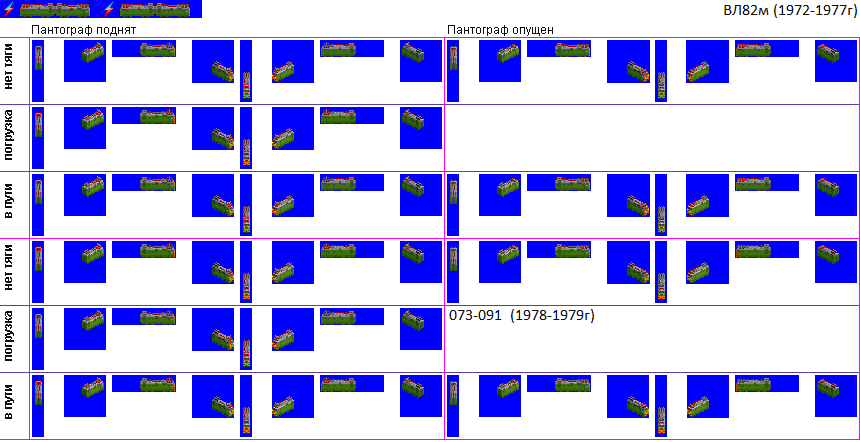 ВЛ82м (1972-1977г)
Пантограф поднят
Пантограф опущен
нет тяги
погрузка
в пути
нет тяги
погрузка
073-091 (1978-1979г)
в пути